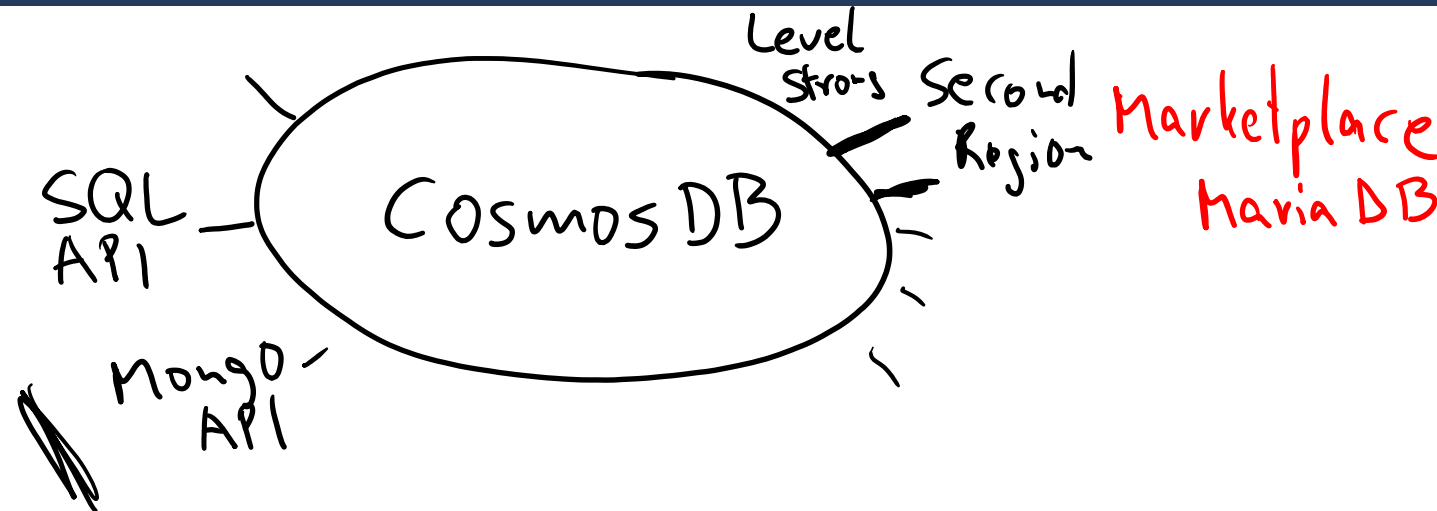 Level
Strong
Second
Region
Marketplace
Maria DB
SQL
API
CosmosDB
Mongo
API